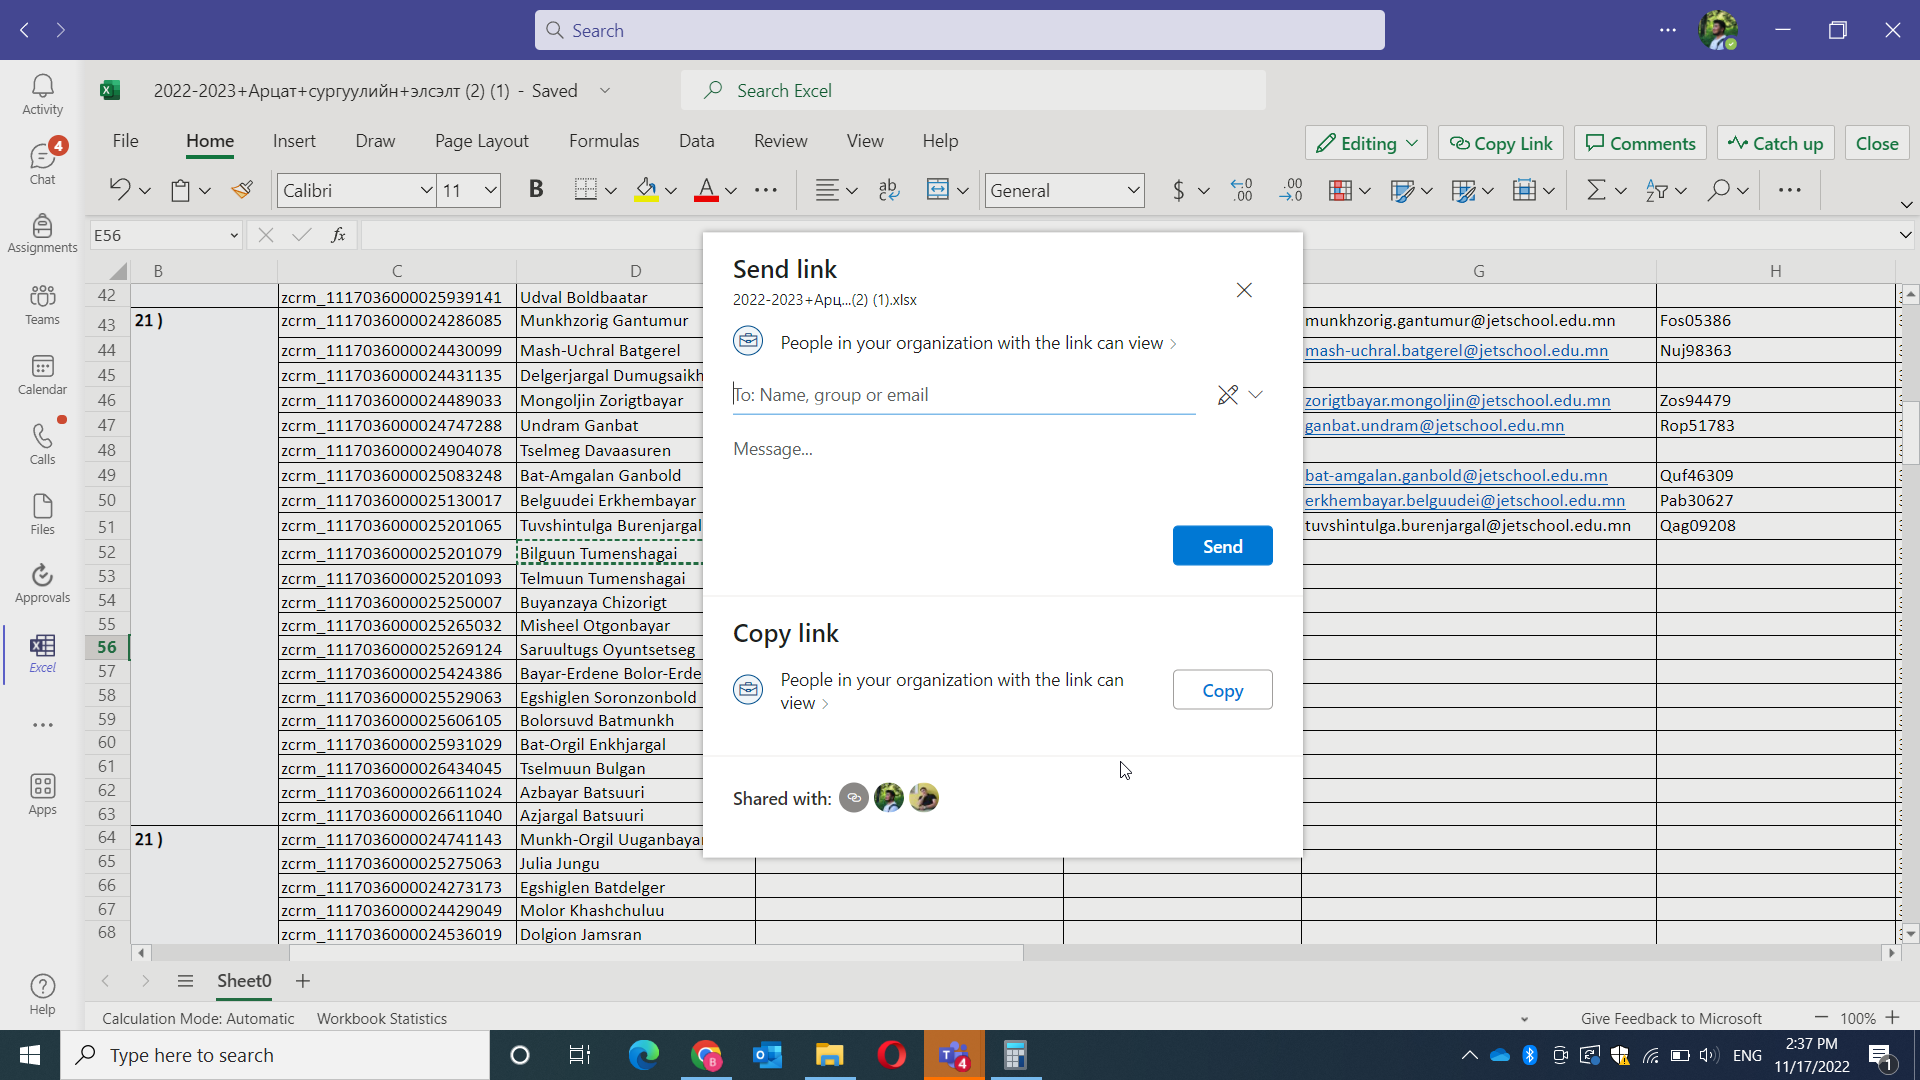 Search
2022-2023+Арцат+сургуулийн+элсэлт (2) (1) - Saved
Search Excel
Activity
Chat
4
Assignments
Teams
Calendar
Calls
Files
Approvals
Excel
Apps
Help
File Home Insert Draw Page Layout Formulas Data Review View Help
Editing Copy Link Comments Catch up Close
Calibri 11 B A ab General $ .00 .00
E56 fx
B C D G H
42 zcrm_1117036000025939141 Udval Boldbaatar
43 21 ) zcrm_1117036000024286085 Munkhzorig Gantumur munkhzorig.gantumur@jetschool.edu.mn Fos05386
44 zcrm_1117036000024430099 Mash-Uchral Batgerel mash-uchral.batgerel@jetschool.edu.mn Nuj98363
45 zcrm_1117036000024431135 Delgerjargal Dumugsaikh
46 zcrm_1117036000024489033 Mongoljin Zorigtbayar zorigtbayar.mongoljin@jetschool.edu.mn Zos94479
47 zcrm_1117036000024747288 Undram Ganbat ganbat.undram@jetschool.edu.mn Rop51783
48 zcrm_1117036000024904078 Tselmeg Davaasuren
49 zcrm_1117036000025083248 Bat-Amgalan Ganbold bat-amgalan.ganbold@jetschool.edu.mn Quf46309
50 zcrm_1117036000025130017 Belguudei Erkhembayar erkhembayar.belguudei@jetschool.edu.mn Pab30627
51 zcrm_1117036000025201065 Tuvshintulga Burenjargal tuvshintulga.burenjargal@jetschool.edu.mn Qag09208
52 zcrm_1117036000025201079 Bilguun Tumenshagai
53 zcrm_1117036000025201093 Telmuun Tumenshagai
54 zcrm_1117036000025250007 Buyanzaya Chizorigt
55 zcrm_1117036000025265032 Misheel Otgonbayar
56 zcrm_1117036000025269124 Saruultugs Oyuntsetseg
57 zcrm_1117036000025424386 Bayar-Erdene Bolor-Erde
58 zcrm_1117036000025529063 Egshiglen Soronzonbold
59 zcrm_1117036000025606105 Bolorsuvd Batmunkh
60 zcrm_1117036000025931029 Bat-Orgil Enkhjargal
61 zcrm_1117036000026434045 Tselmuun Bulgan
62 zcrm_1117036000026611024 Azbayar Batsuuri
63 zcrm_1117036000026611040 Azjargal Batsuuri
64 21 ) zcrm_1117036000024741143 Munkh-Orgil Uuganbaya
65 zcrm_1117036000025275063 Julia Jungu
66 zcrm_1117036000024273173 Egshiglen Batdelger
67 zcrm_1117036000024429049 Molor Khashchuluu
68 zcrm_1117036000024536019 Dolgion Jamsran
Send link
2022-2023+Арц...(2) (1).xlsx
People in your organization with the link can view
To: Name, group or email
Message...
Send
Copy link
People in your organization with the link can
view
Copy
Shared with:
Sheet0
Calculation Mode: Automatic Workbook Statistics Give Feedback to Microsoft 100%
Type here to search
4
ENG
2:37 PM
11/17/2022
1